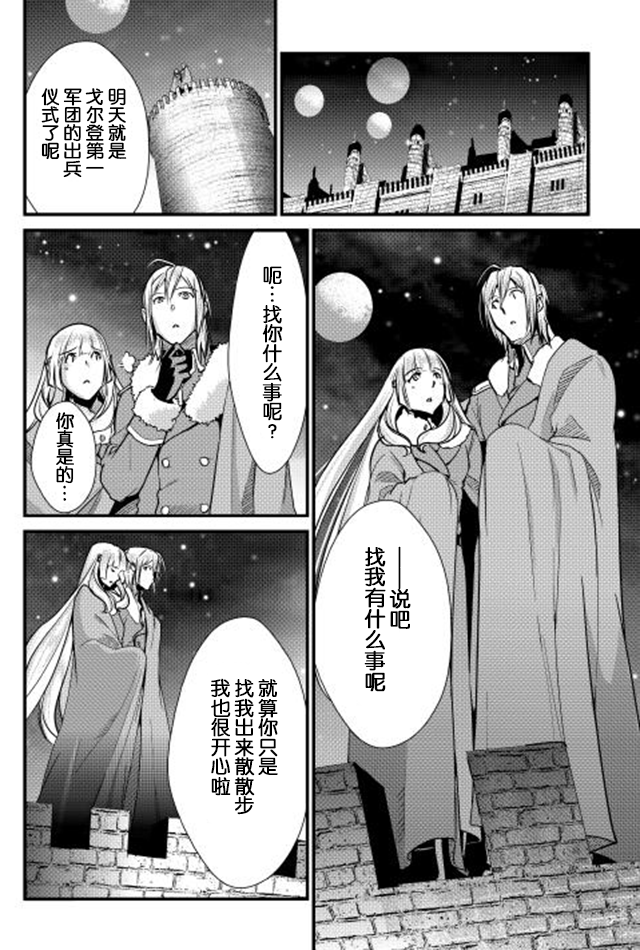 明天就是
戈尔登第一
军团的出兵
仪式了呢
——说吧
找我有什么事呢
呃…找你什么事呢？
你真是的…
就算你只是
找我出来散散步
我也很开心啦